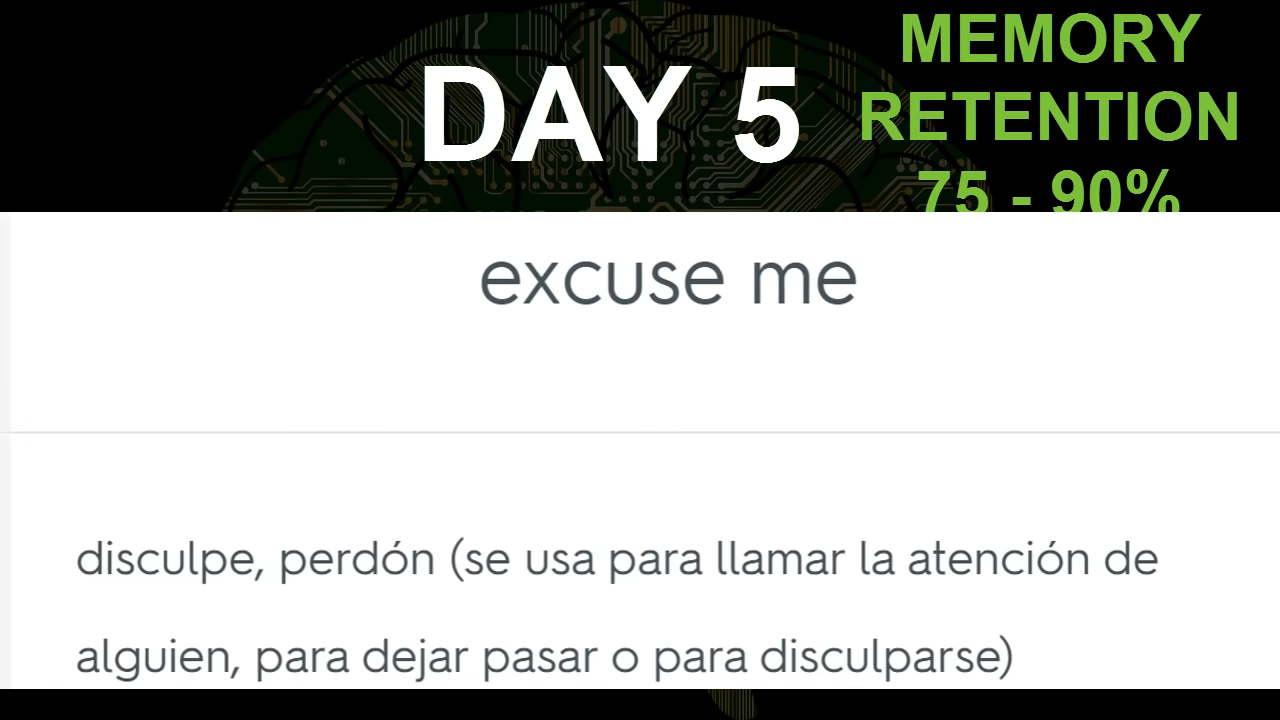 DAY 5
MEMORY
RETENTION
75 - 90%
excuse me
disculpe, perdón (se usa para llamar la atención de
alguien, para dejar pasar o para disculparse)